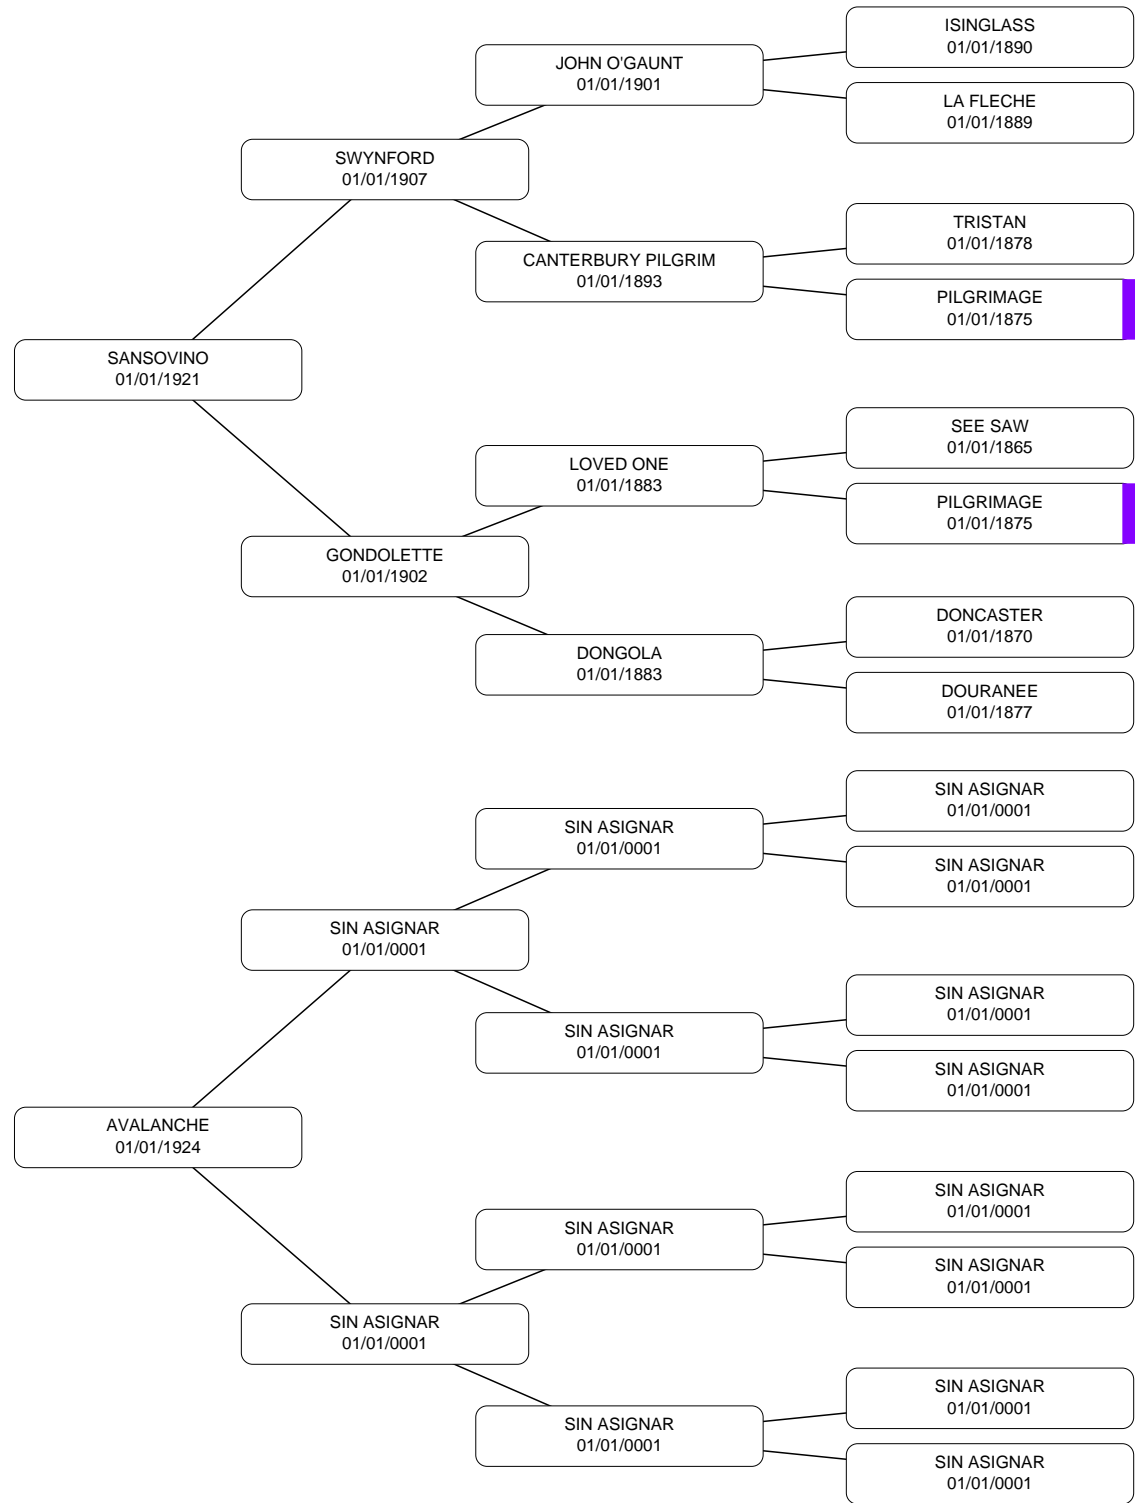 ISINGLASS
01/01/1890
JOHN O'GAUNT
01/01/1901
LA FLECHE
01/01/1889
SWYNFORD
01/01/1907
TRISTAN
01/01/1878
CANTERBURY PILGRIM
01/01/1893
PILGRIMAGE
01/01/1875
SANSOVINO
01/01/1921
SEE SAW
01/01/1865
LOVED ONE
01/01/1883
PILGRIMAGE
01/01/1875
GONDOLETTE
01/01/1902
DONCASTER
01/01/1870
DONGOLA
01/01/1883
DOURANEE
01/01/1877
SIN ASIGNAR
01/01/0001
SIN ASIGNAR
01/01/0001
SIN ASIGNAR
01/01/0001
SIN ASIGNAR
01/01/0001
SIN ASIGNAR
01/01/0001
SIN ASIGNAR
01/01/0001
SIN ASIGNAR
01/01/0001
AVALANCHE
01/01/1924
SIN ASIGNAR
01/01/0001
SIN ASIGNAR
01/01/0001
SIN ASIGNAR
01/01/0001
SIN ASIGNAR
01/01/0001
SIN ASIGNAR
01/01/0001
SIN ASIGNAR
01/01/0001
SIN ASIGNAR
01/01/0001